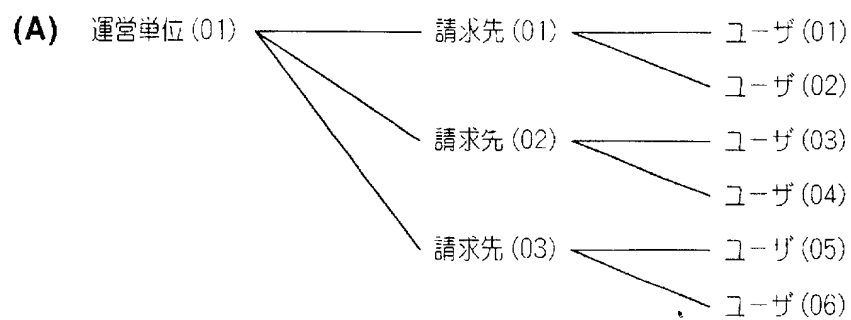 (A) 運営単位(01) 請求先(01) ユーザ(01)
ユーザ(02)
請求先(02) ユーザ(03)
ユーザ(04)
請求先(03) ユーザ(05)
ユーザ(06)